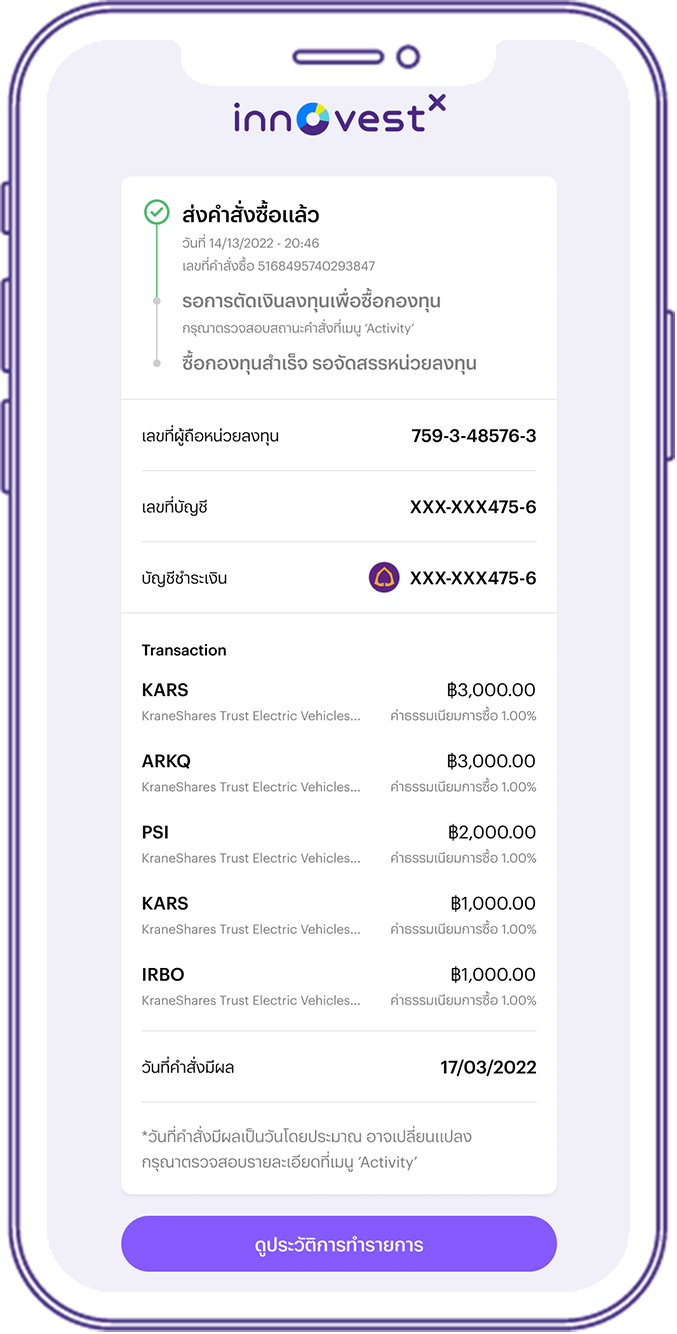 innovestx
ส่งคำสั่งซื้อแล้ว
วันที่ 14/13/2022 - 20:46
เลขที่คำสั่งซื้อ 5168495740293847
รอการตัดเงินลงทุนเพื่อซื้อกองทุน
กรุณาตรวจสอบสถานะคำสั่งที่เมนู ‘Activity’
ซื้อกองทุนสำเร็จ รอจัดสรรหน่วยลงทุน
เลขที่ผู้ถือหน่วยลงทุน 759-3-48576-3
เลขที่บัญชี XXX-XXX475-6
บัญชีชำระเงิน XXX-XXX475-6
Transaction
KARS ฿3,000.00
KraneShares Trust Electric Vehicles... ค่าธรรมเนียมการซื้อ 1.00%
ARKQ ฿3,000.00
KraneShares Trust Electric Vehicles... ค่าธรรมเนียมการซื้อ 1.00%
PSI ฿2,000.00
KraneShares Trust Electric Vehicles... ค่าธรรมเนียมการซื้อ 1.00%
KARS ฿1,000.00
KraneShares Trust Electric Vehicles... ค่าธรรมเนียมการซื้อ 1.00%
IRBO ฿1,000.00
KraneShares Trust Electric Vehicles... ค่าธรรมเนียมการซื้อ 1.00%
วันที่คำสั่งมีผล 17/03/2022
*วันที่คำสั่งมีผลเป็นวันโดยประมาณ อาจเปลี่ยนแปลง
กรุณาตรวจสอบรายละเอียดที่เมนู ‘Activity’
ดูประวัติการทำรายการ